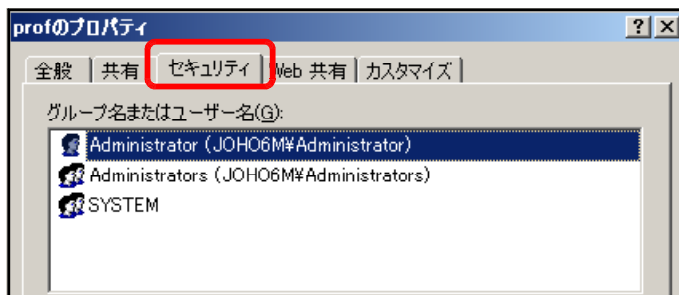 profのプロパティ
全般 共有 セキュリティ Web 共有 カスタマイズ
グループ名またはユーザー名(G):
Administrator (JOHO6M¥Administrator)
Administrators (JOHO6M¥Administrators)
SYSTEM